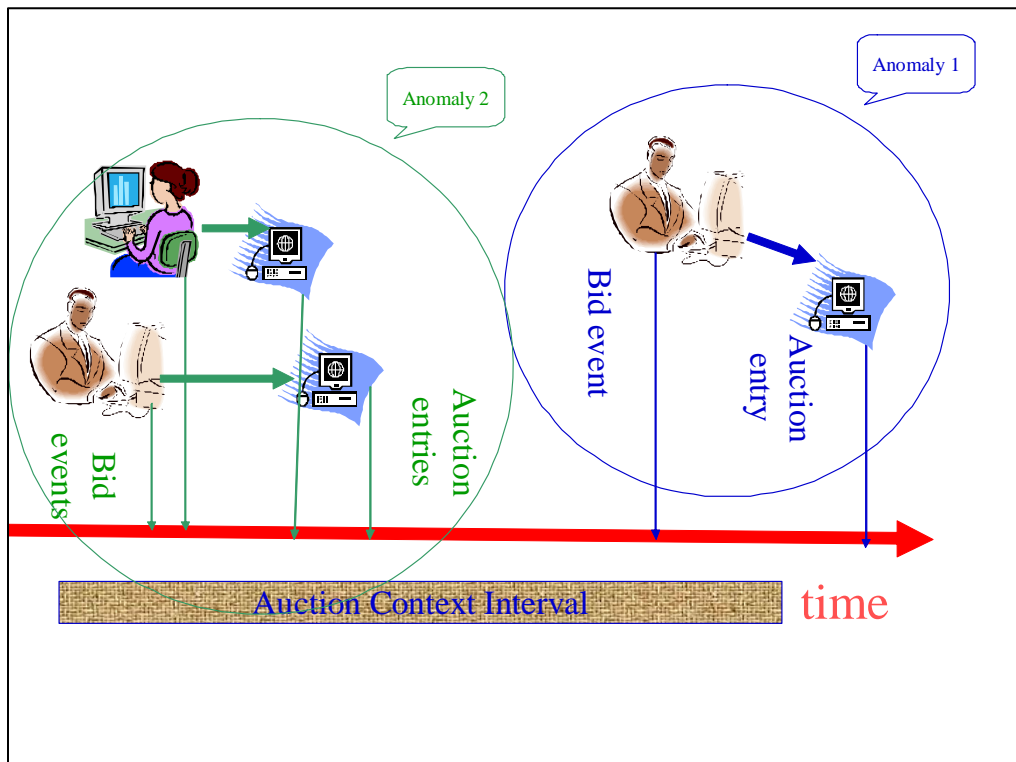 Anomaly 1
Anomaly 2
Bid event
Auction
entry
Auction
entries
Bid
events
Auction Context Interval
time